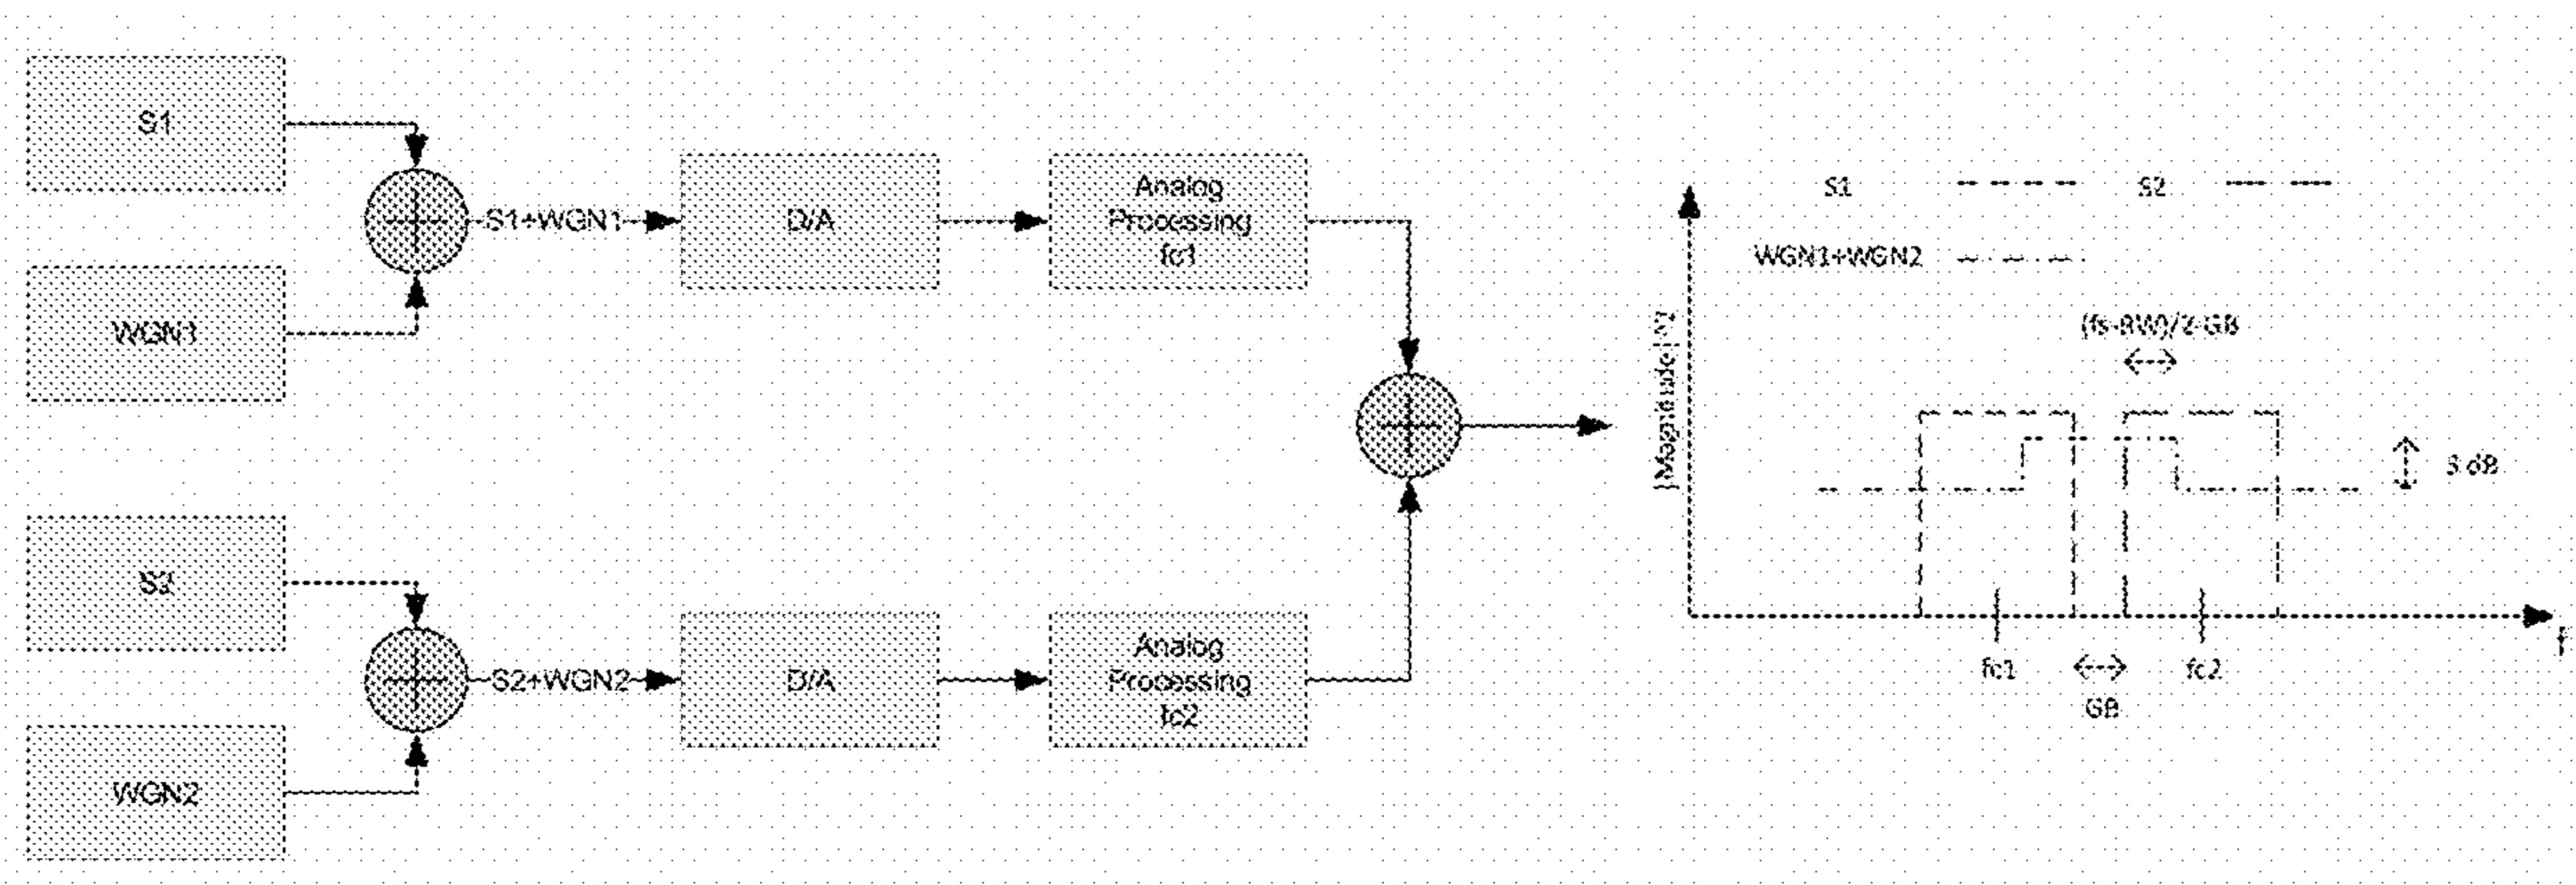 S1
WGN1
S1+WGN1
D/A
Analog
Processing
fc1
S2
WGN2
S2+WGN2
D/A
Analog
Processing
fc2
S1
S2
WGN1+WGN2
(fs-BW)/2-GB
|Magnitude|^2
3 dB
fc1
fc2
GB
f